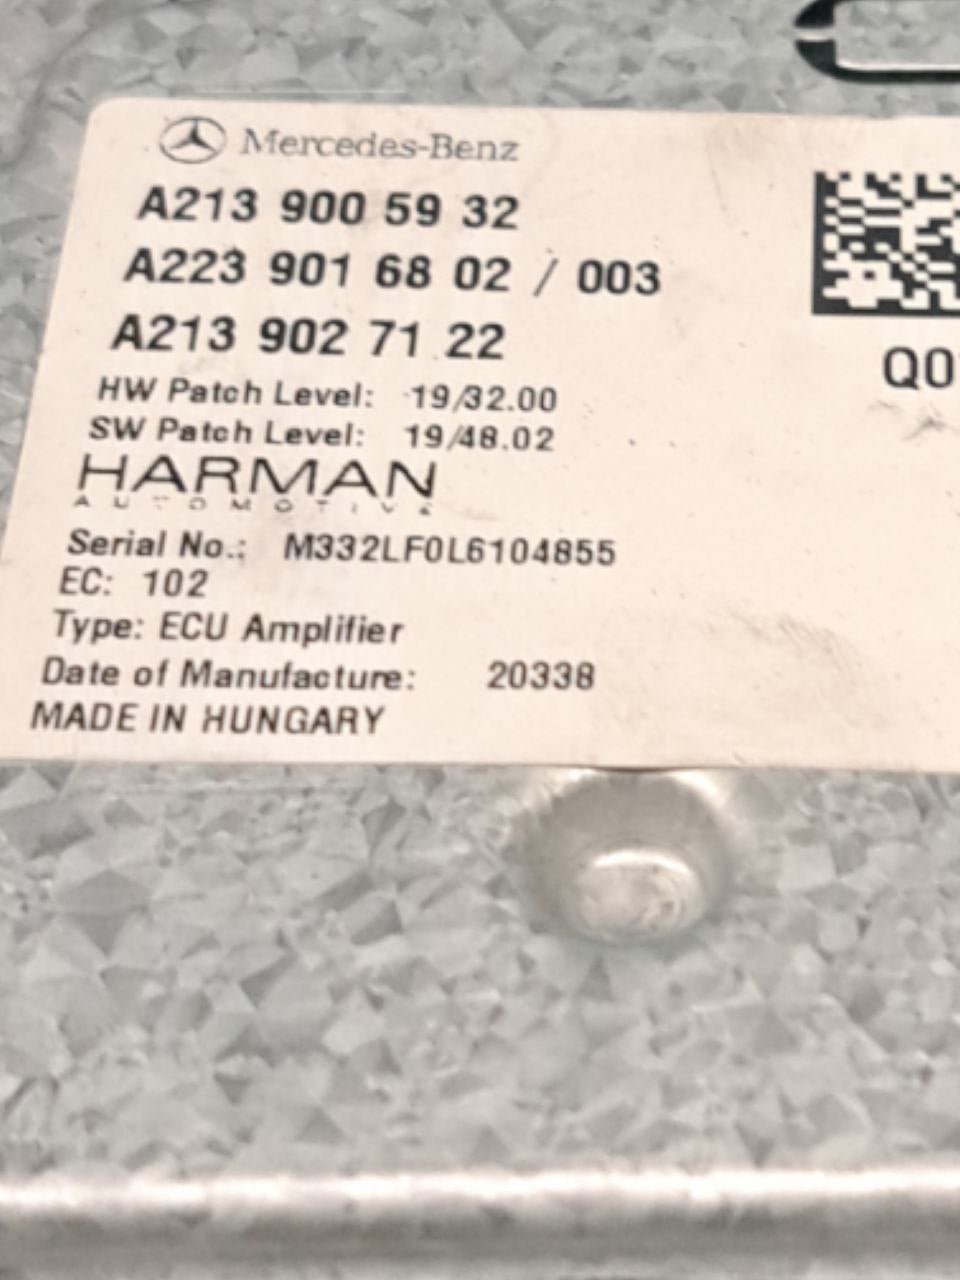 Mercedes-Benz
A213 900 59 32
A223 901 68 02 / 003
A213 902 71 22
Q0
HW Patch Level: 19/32.00
SW Patch Level: 19/48.02
HARMAN
AUTOMOTIVE
Serial No.: M332LF0L6104855
EC: 102
Type: ECU Amplifier
Date of Manufacture: 20338
MADE IN HUNGARY